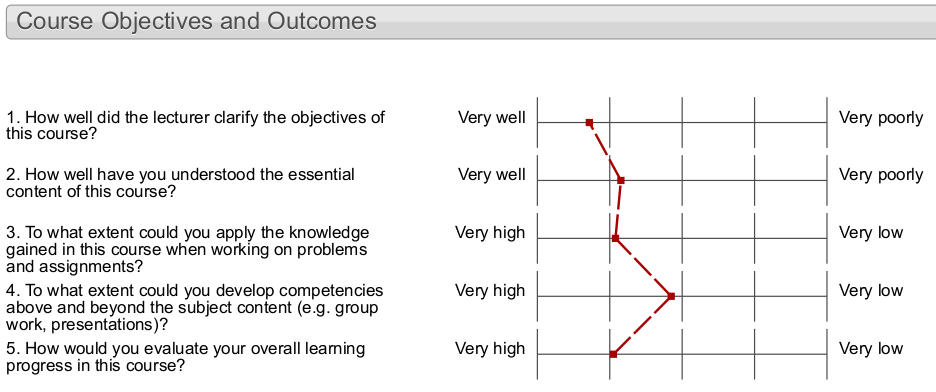 Course Objectives and Outcomes
1. How well did the lecturer clarify the objectives of
this course?
Very well
Very poorly
2. How well have you understood the essential
content of this course?
Very well
Very poorly
3. To what extent could you apply the knowledge
gained in this course when working on problems
and assignments?
Very high
Very low
4. To what extent could you develop competencies
above and beyond the subject content (e.g. group
work, presentations)?
Very high
Very low
5. How would you evaluate your overall learning
progress in this course?
Very high
Very low